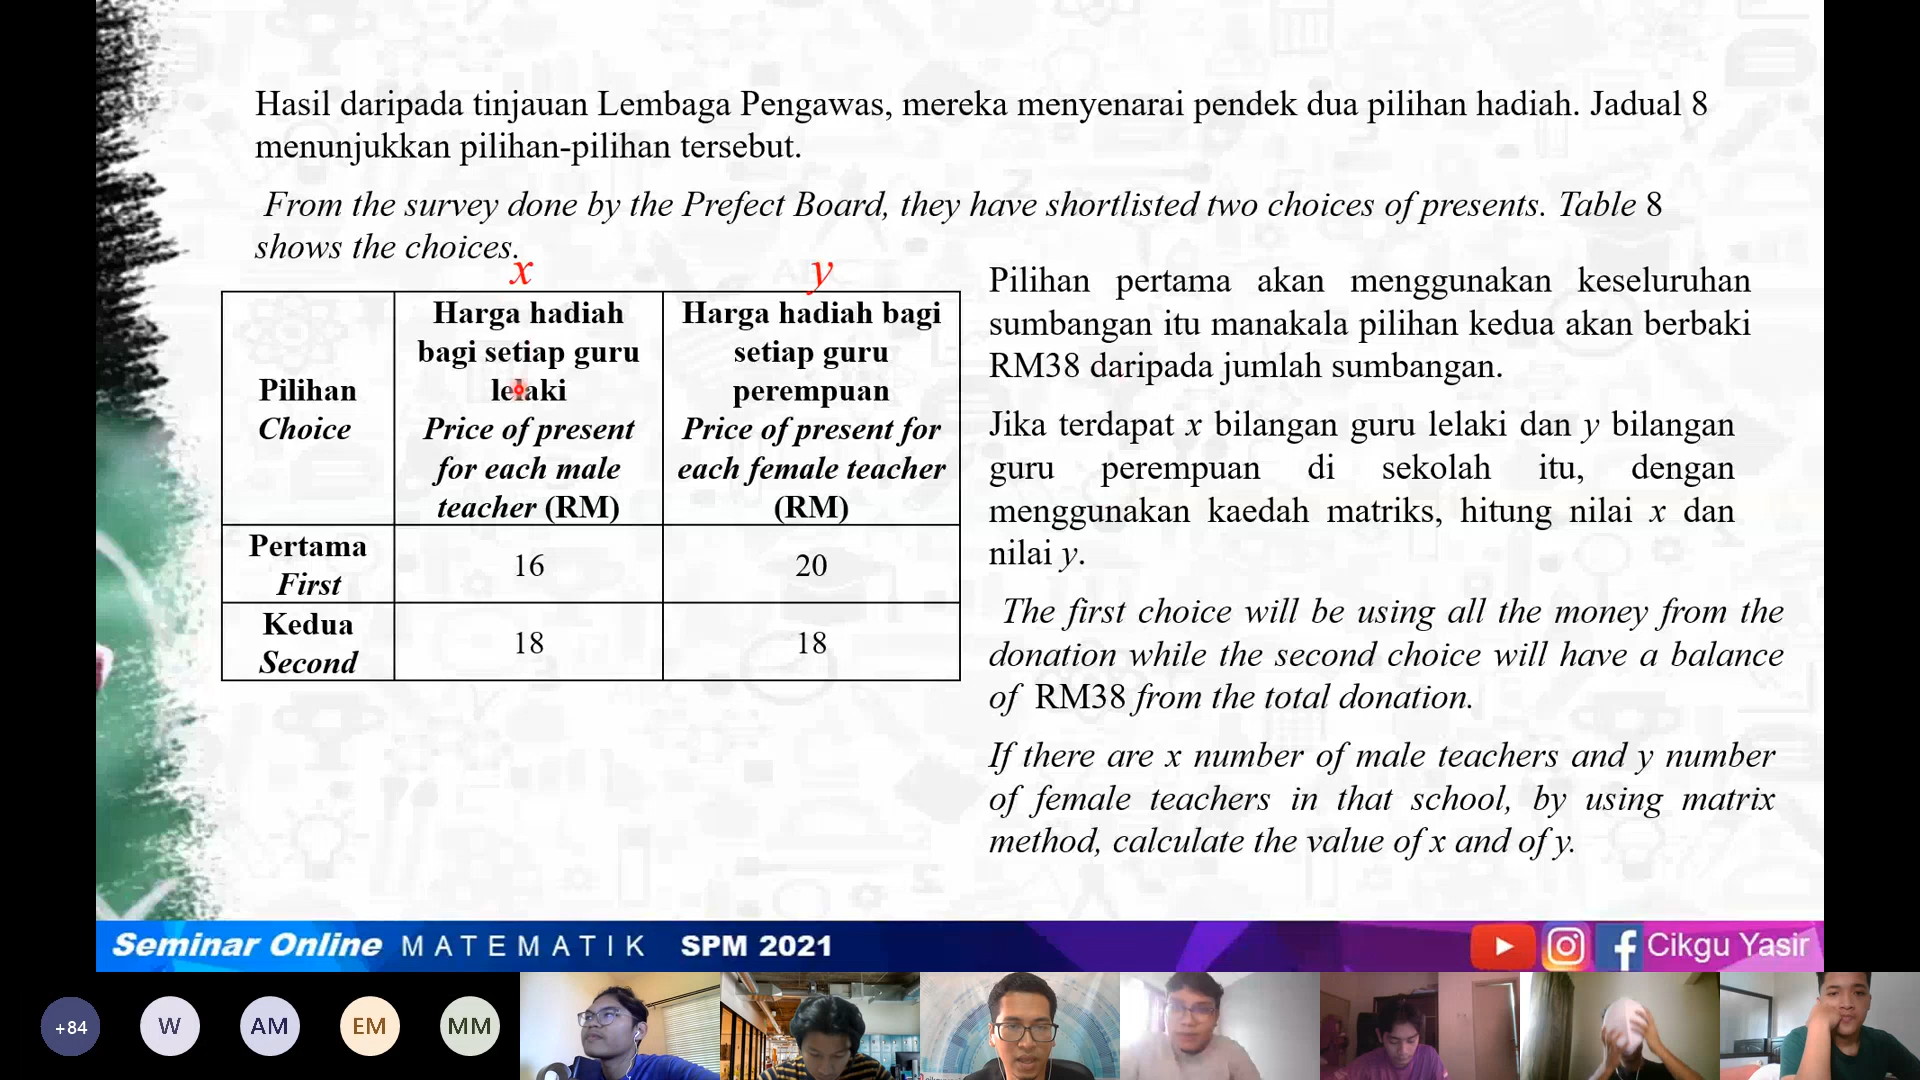 Hasil daripada tinjauan Lembaga Pengawas, mereka menyenarai pendek dua pilihan hadiah. Jadual 8
menunjukkan pilihan-pilihan tersebut.
From the survey done by the Prefect Board, they have shortlisted two choices of presents. Table 8
shows the choices.
x
y
Pilihan
Choice
Harga hadiah
bagi setiap guru
lelaki
Price of present
for each male
teacher (RM)
Harga hadiah bagi
setiap guru
perempuan
Price of present for
each female teacher
(RM)
Pertama
First
16
20
Kedua
Second
18
18
Pilihan pertama akan menggunakan keseluruhan
sumbangan itu manakala pilihan kedua akan berbaki
RM38 daripada jumlah sumbangan.
Jika terdapat x bilangan guru lelaki dan y bilangan
guru perempuan di sekolah itu, dengan
menggunakan kaedah matriks, hitung nilai x dan
nilai y.
The first choice will be using all the money from the
donation while the second choice will have a balance
of RM38 from the total donation.
If there are x number of male teachers and y number
of female teachers in that school, by using matrix
method, calculate the value of x and of y.
Seminar Online MATEMATIK SPM 2021
Cikgu Yasir
+84
W
AM
EM
MM